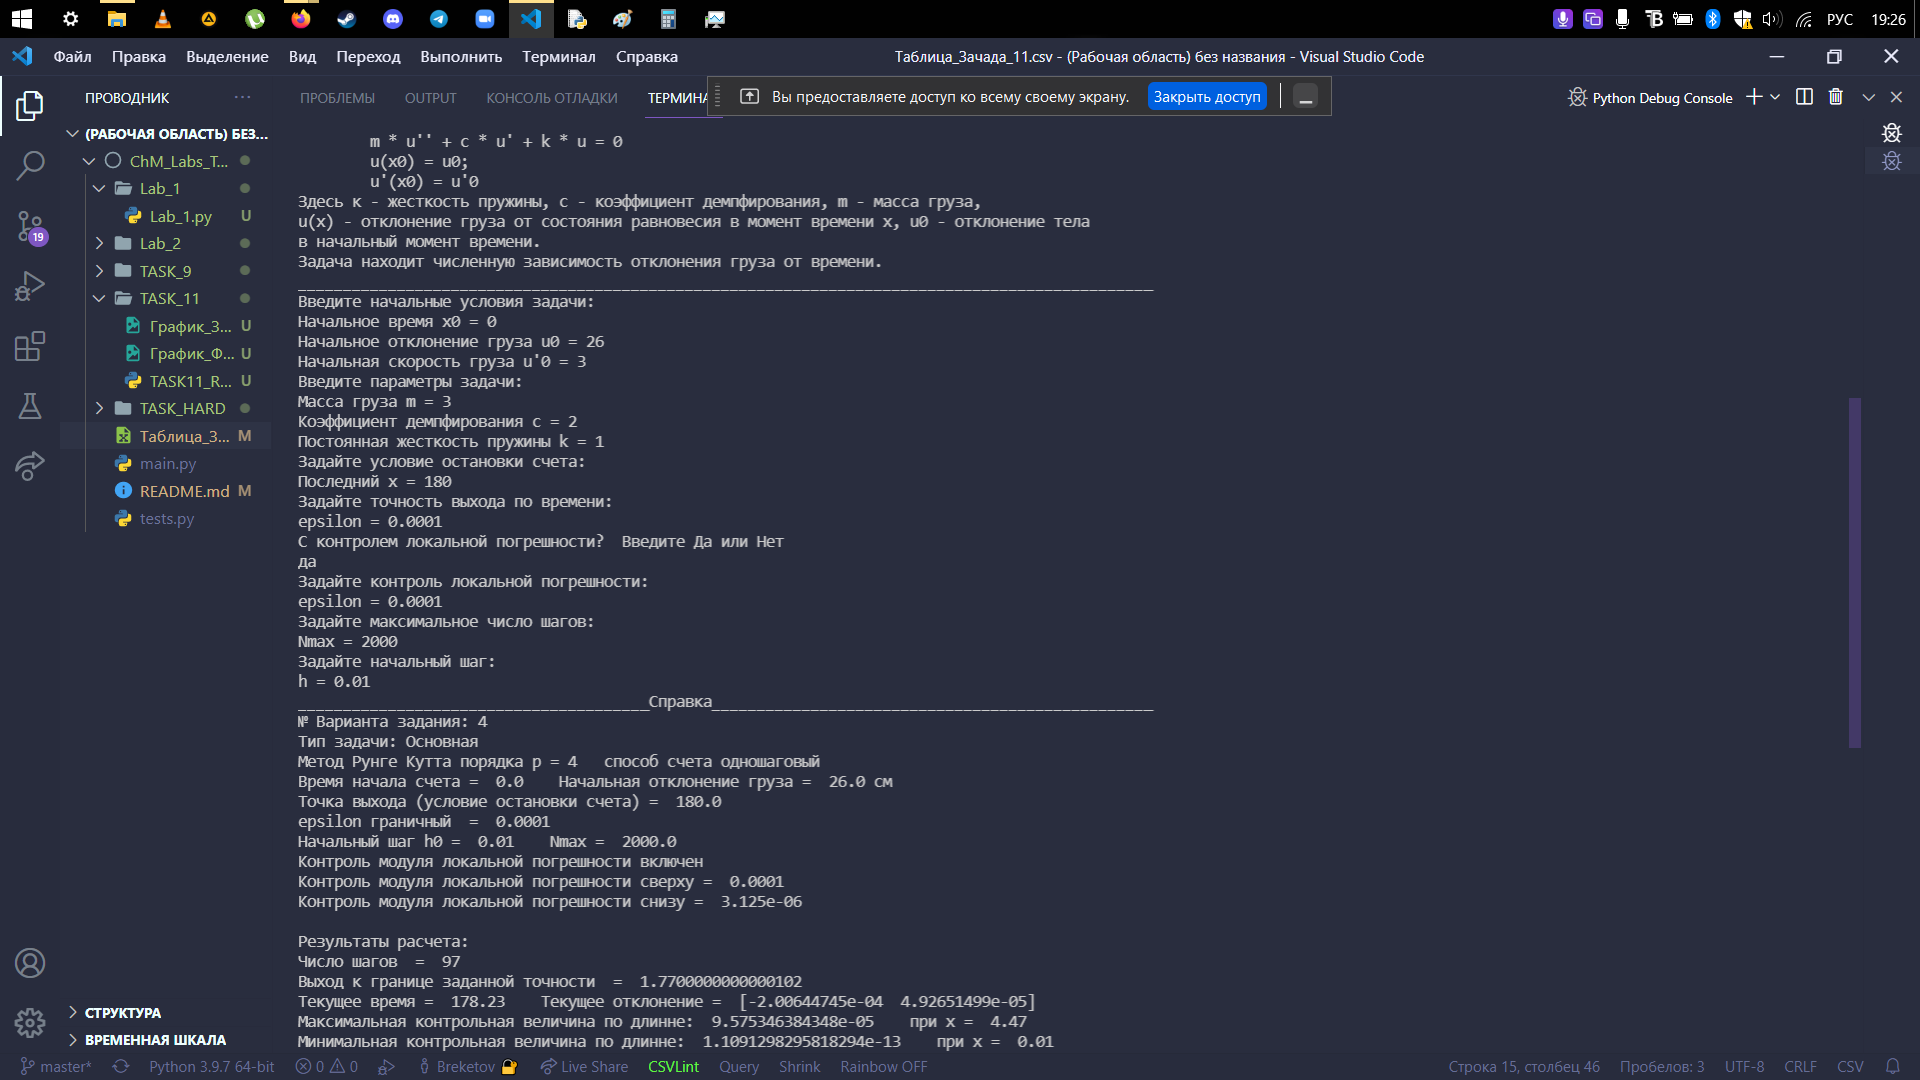 РУС
19:26
Файл Правка Выделение Вид Переход Выполнить Терминал Справка
Таблица_Зачада_11.csv - (Рабочая область) без названия - Visual Studio Code
ПРОВОДНИК
ПРОБЛЕМЫ OUTPUT КОНСОЛЬ ОТЛАДКИ ТЕРМИНА
Вы предоставляете доступ ко всему своему экрану. Закрыть доступ
Python Debug Console
(РАБОЧАЯ ОБЛАСТЬ) БЕЗ...
ChM_Labs_T...
Lab_1
Lab_1.py U
Lab_2
TASK_9
TASK_11
График_З... U
График_Ф... U
TASK11_R... U
TASK_HARD
Таблица_З... M
main.py
README.md M
tests.py
19
СТРУКТУРА
ВРЕМЕННАЯ ШКАЛА
m * u'' + c * u' + k * u = 0
u(x0) = u0;
u'(x0) = u'0
Здесь к - жесткость пружины, с - коэффициент демпфирования, m - масса груза,
u(x) - отклонение груза от состояния равновесия в момент времени x, u0 - отклонение тела
в начальный момент времени.
Задача находит численную зависимость отклонения груза от времени.
_______________________________________________________________________________________________
Введите начальные условия задачи:
Начальное время x0 = 0
Начальное отклонение груза u0 = 26
Начальная скорость груза u'0 = 3
Введите параметры задачи:
Масса груза m = 3
Коэффициент демпфирования c = 2
Постоянная жесткость пружины k = 1
Задайте условие остановки счета:
Последний x = 180
Задайте точность выхода по времени:
epsilon = 0.0001
С контролем локальной погрешности?  Введите Да или Нет
да
Задайте контроль локальной погрешности:
epsilon = 0.0001
Задайте максимальное число шагов:
Nmax = 2000
Задайте начальный шаг:
h = 0.01
_______________________________________Справка_________________________________________________
№ Варианта задания: 4
Тип задачи: Основная
Метод Рунге Кутта порядка p = 4   способ счета одношаговый
Время начала счета =  0.0    Начальная отклонение груза =  26.0 см
Точка выхода (условие остановки счета) =  180.0
epsilon граничный  =  0.0001
Начальный шаг h0 =  0.01    Nmax =  2000.0
Контроль модуля локальной погрешности включен
Контроль модуля локальной погрешности сверху =  0.0001
Контроль модуля локальной погрешности снизу =  3.125e-06
Результаты расчета:
Число шагов  =  97
Выход к границе заданной точности  =  1.7700000000000102
Текущее время =  178.23    Текущее отклонение =  [-2.00644745e-04  4.92651499e-05]
Максимальная контрольная величина по длинне:  9.575346384348e-05    при x =  4.47
Минимальная контрольная величина по длинне:  1.1091298295818294e-13    при x =  0.01
master* Python 3.9.7 64-bit 0 0 Breketov Live Share CSVLint Query Shrink Rainbow OFF
Строка 15, столбец 46 Пробелов: 3 UTF-8 CRLF CSV